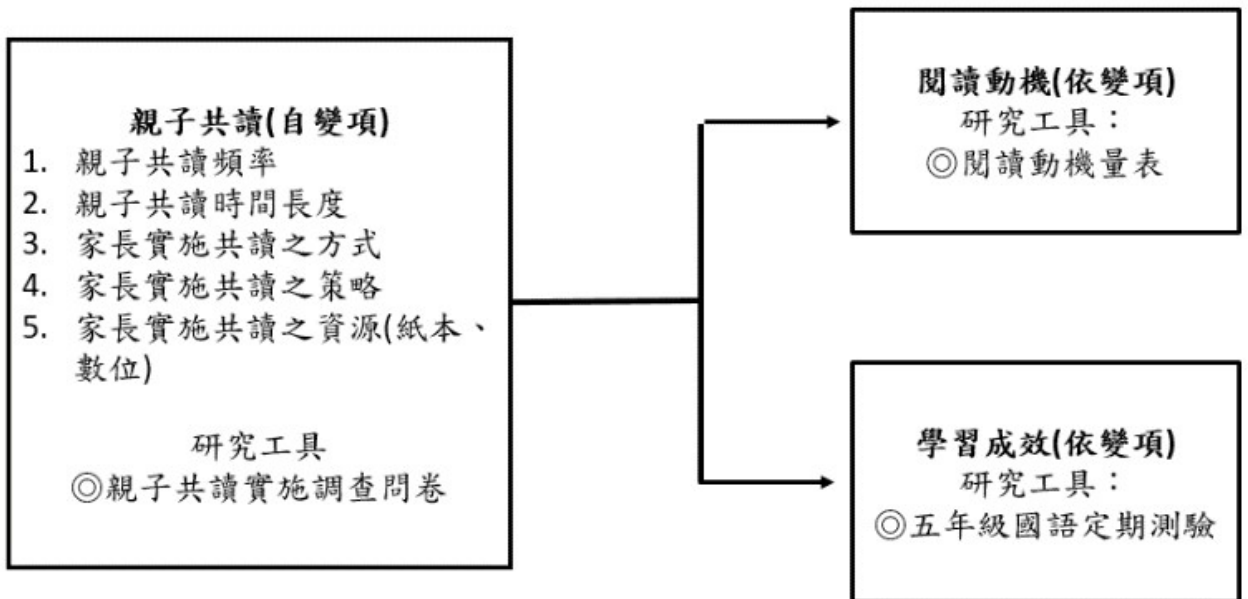 親子共讀(自變項)
1. 親子共讀頻率
2. 親子共讀時間長度
3. 家長實施共讀之方式
4. 家長實施共讀之策略
5. 家長實施共讀之資源(紙本、
數位)
研究工具
◎親子共讀實施調查問卷
閱讀動機(依變項)
研究工具：
◎閱讀動機量表
學習成效(依變項)
研究工具：
◎五年級國語定期測驗